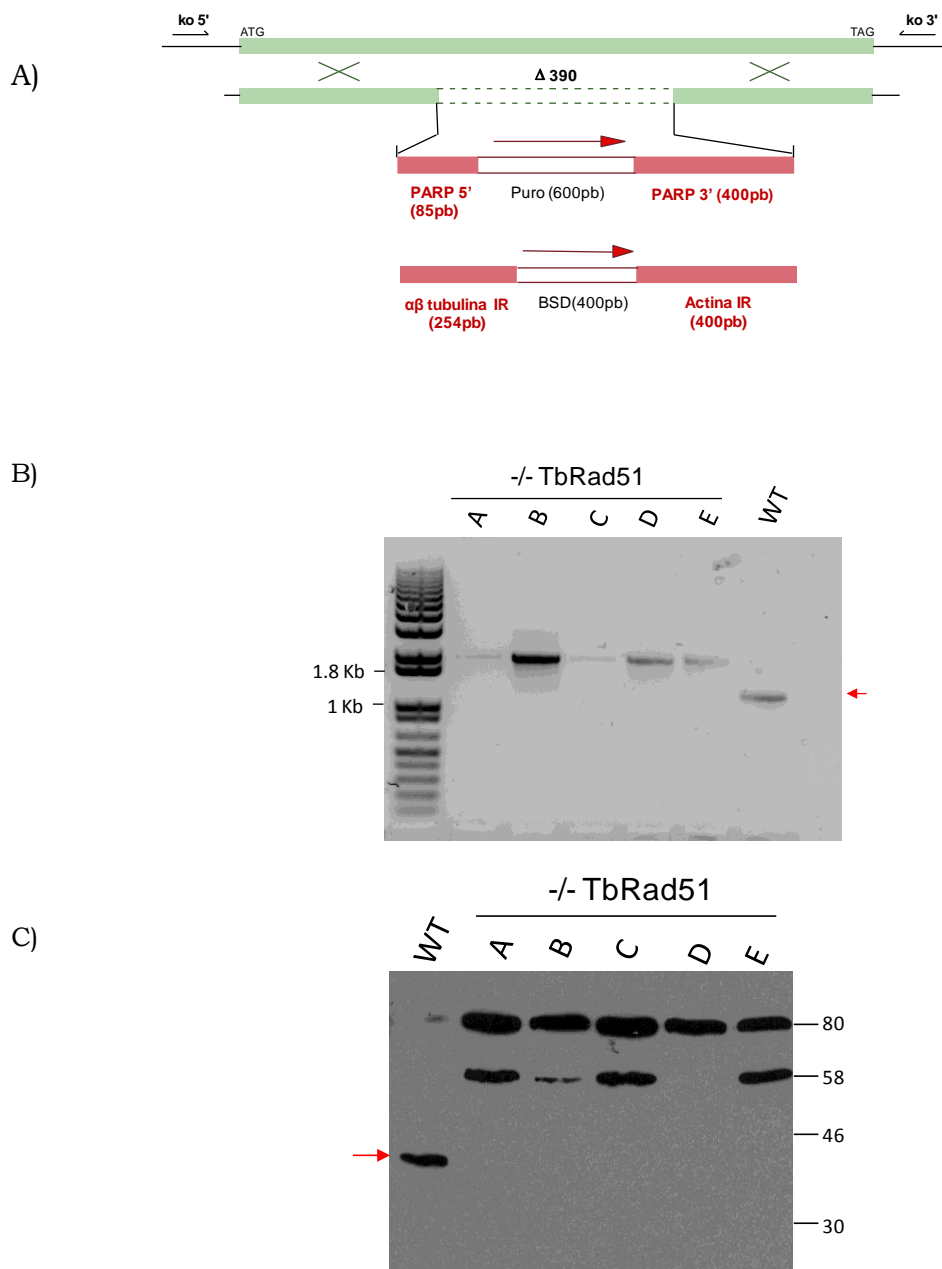 ko 5'
ko 3'
ATG
TAG
A)
Δ 390
PARP 5'
(85pb)
Puro (600pb)
PARP 3' (400pb)
αβ tubulina IR
(254pb)
BSD(400pb)
Actina IR
(400pb)
B)
-/- TbRad51
A B C D E WT
1.8 Kb
1 Kb
-/- TbRad51
C)
WT A B C D E
80
58
46
30